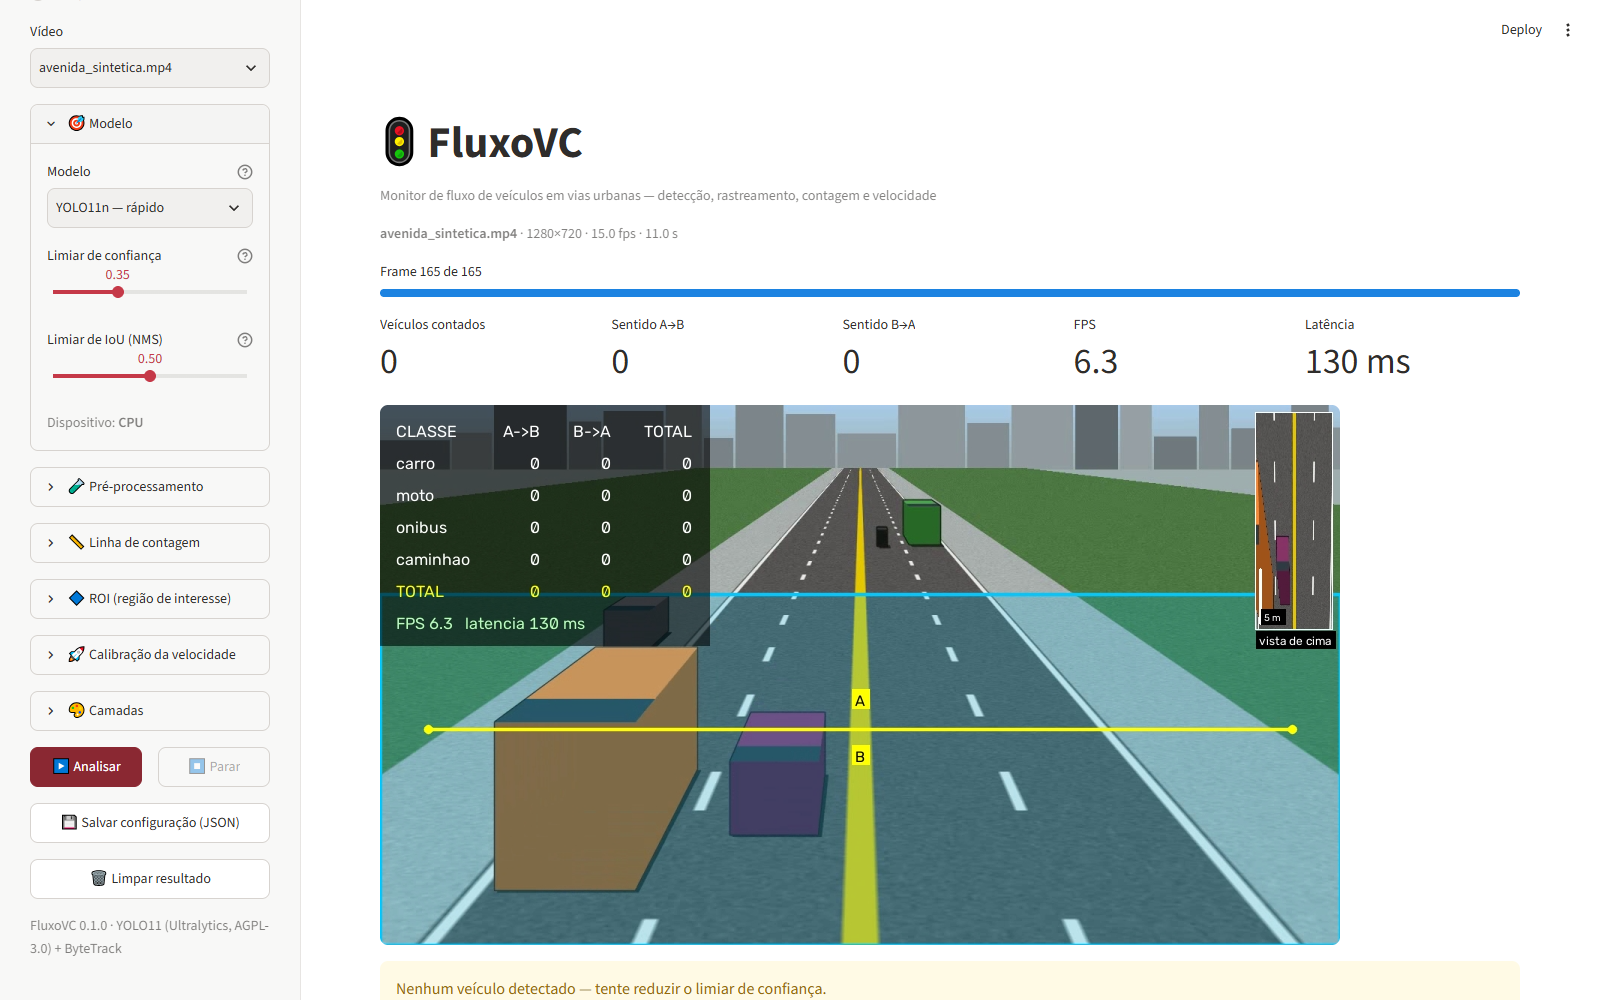 Vídeo
avenida_sintetica.mp4
Modelo
Modelo
YOLO11n — rápido
Limiar de confiança
0.35
Limiar de IoU (NMS)
0.50
Dispositivo: CPU
Pré-processamento
Linha de contagem
ROI (região de interesse)
Calibração da velocidade
Camadas
Analisar
Parar
Salvar configuração (JSON)
Limpar resultado
FluxoVC 0.1.0 · YOLO11 (Ultralytics, AGPL-
3.0) + ByteTrack
Deploy
FluxoVC
Monitor de fluxo de veículos em vias urbanas — detecção, rastreamento, contagem e velocidade
avenida_sintetica.mp4 · 1280×720 · 15.0 fps · 11.0 s
Frame 165 de 165
Veículos contados Sentido A→B Sentido B→A FPS Latência
0 0 0 6.3 130 ms
CLASSE A->B B->A TOTAL
carro 0 0 0
moto 0 0 0
onibus 0 0 0
caminhao 0 0 0
TOTAL 0 0 0
FPS 6.3 latencia 130 ms
5 m
vista de cima
A
B
Nenhum veículo detectado — tente reduzir o limiar de confiança.